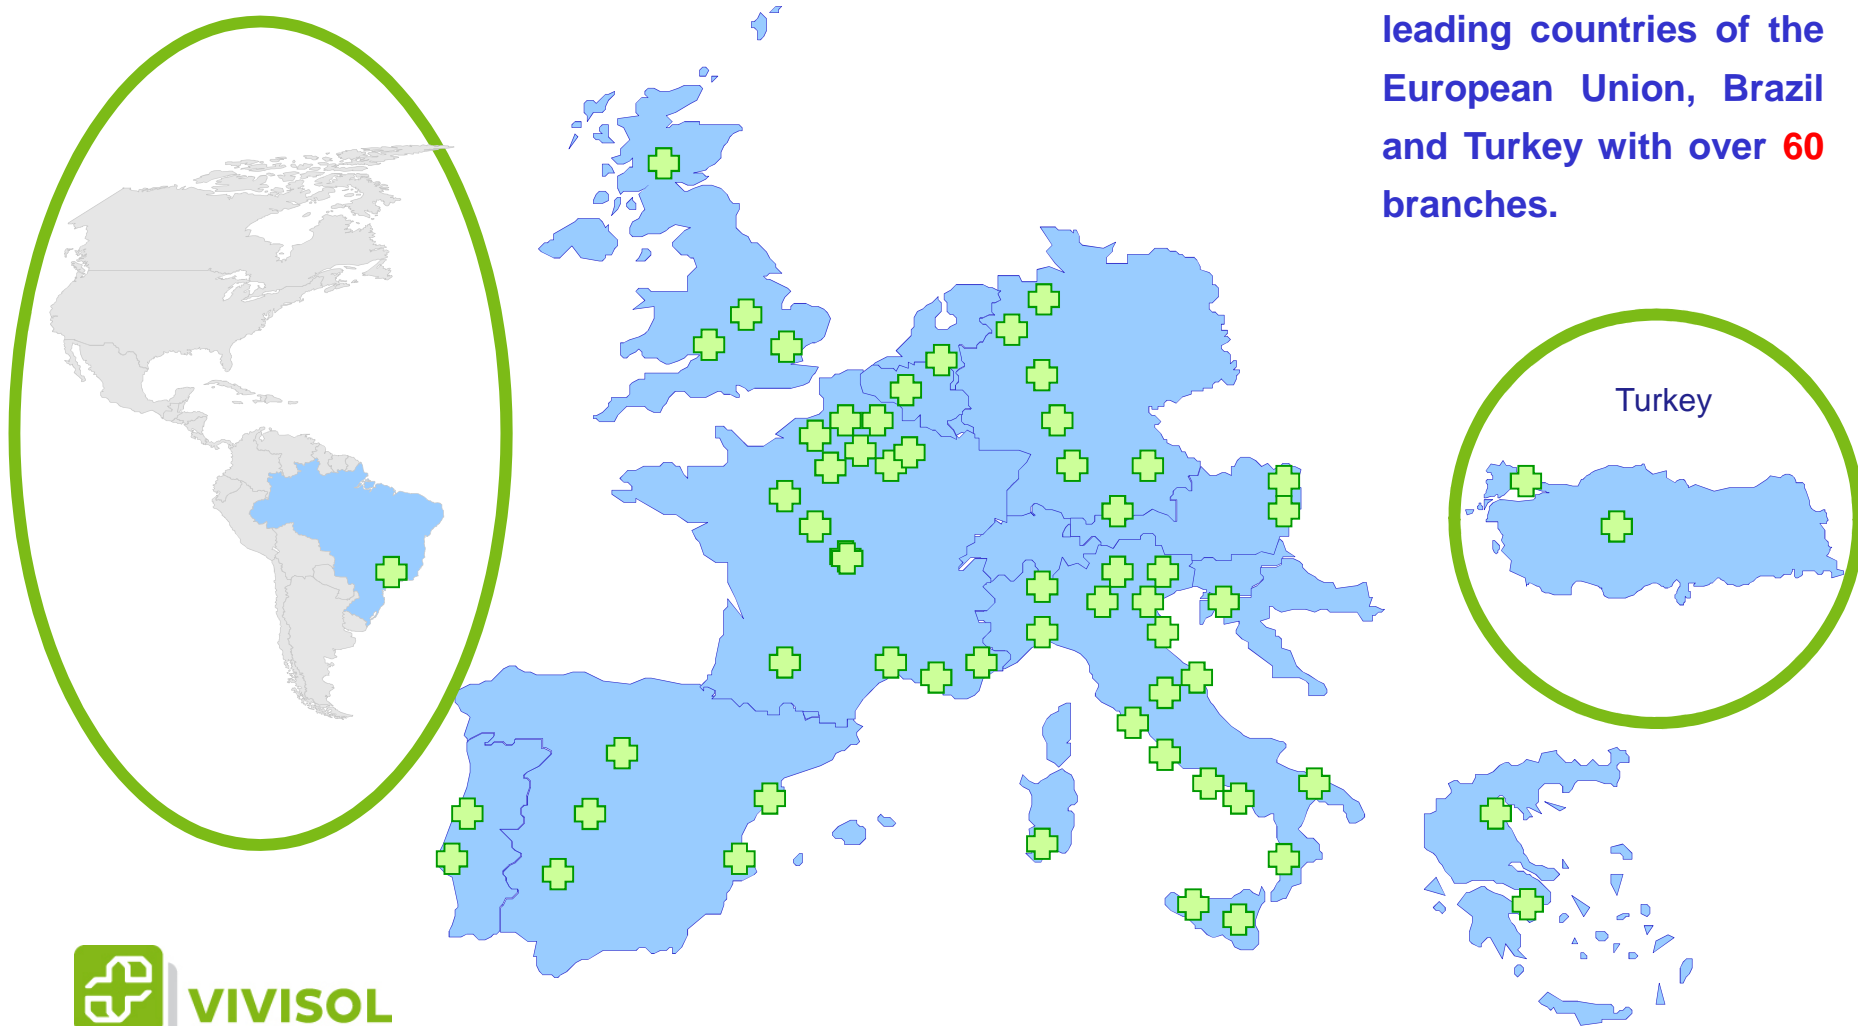 leading countries of the
European Union, Brazil
and Turkey with over 60
branches.
Turkey
VIVISOL